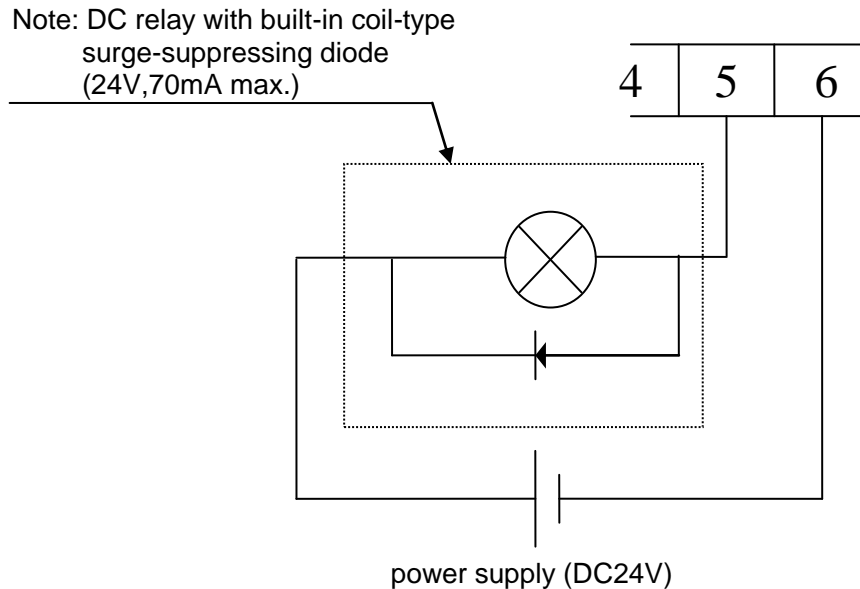 Note: DC relay with built-in coil-type
surge-suppressing diode
(24V,70mA max.)
4 5 6
power supply (DC24V)